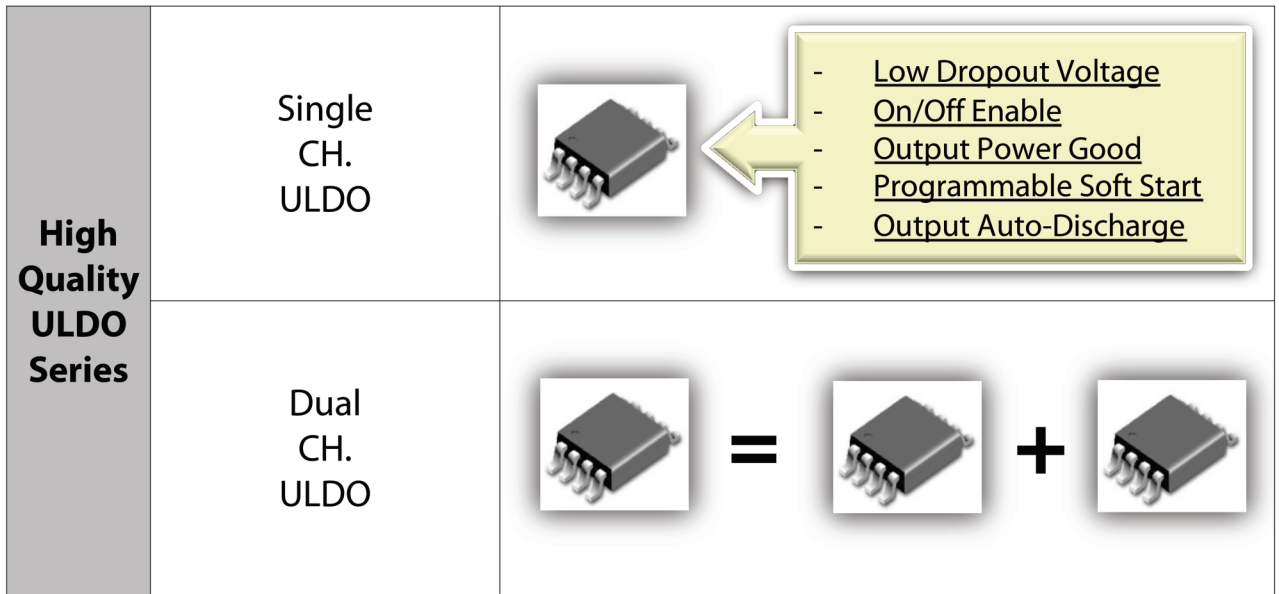 High
Quality
ULDO
Series
Single
CH.
ULDO
- Low Dropout Voltage
- On/Off Enable
- Output Power Good
- Programmable Soft Start
- Output Auto-Discharge
Dual
CH.
ULDO
= +